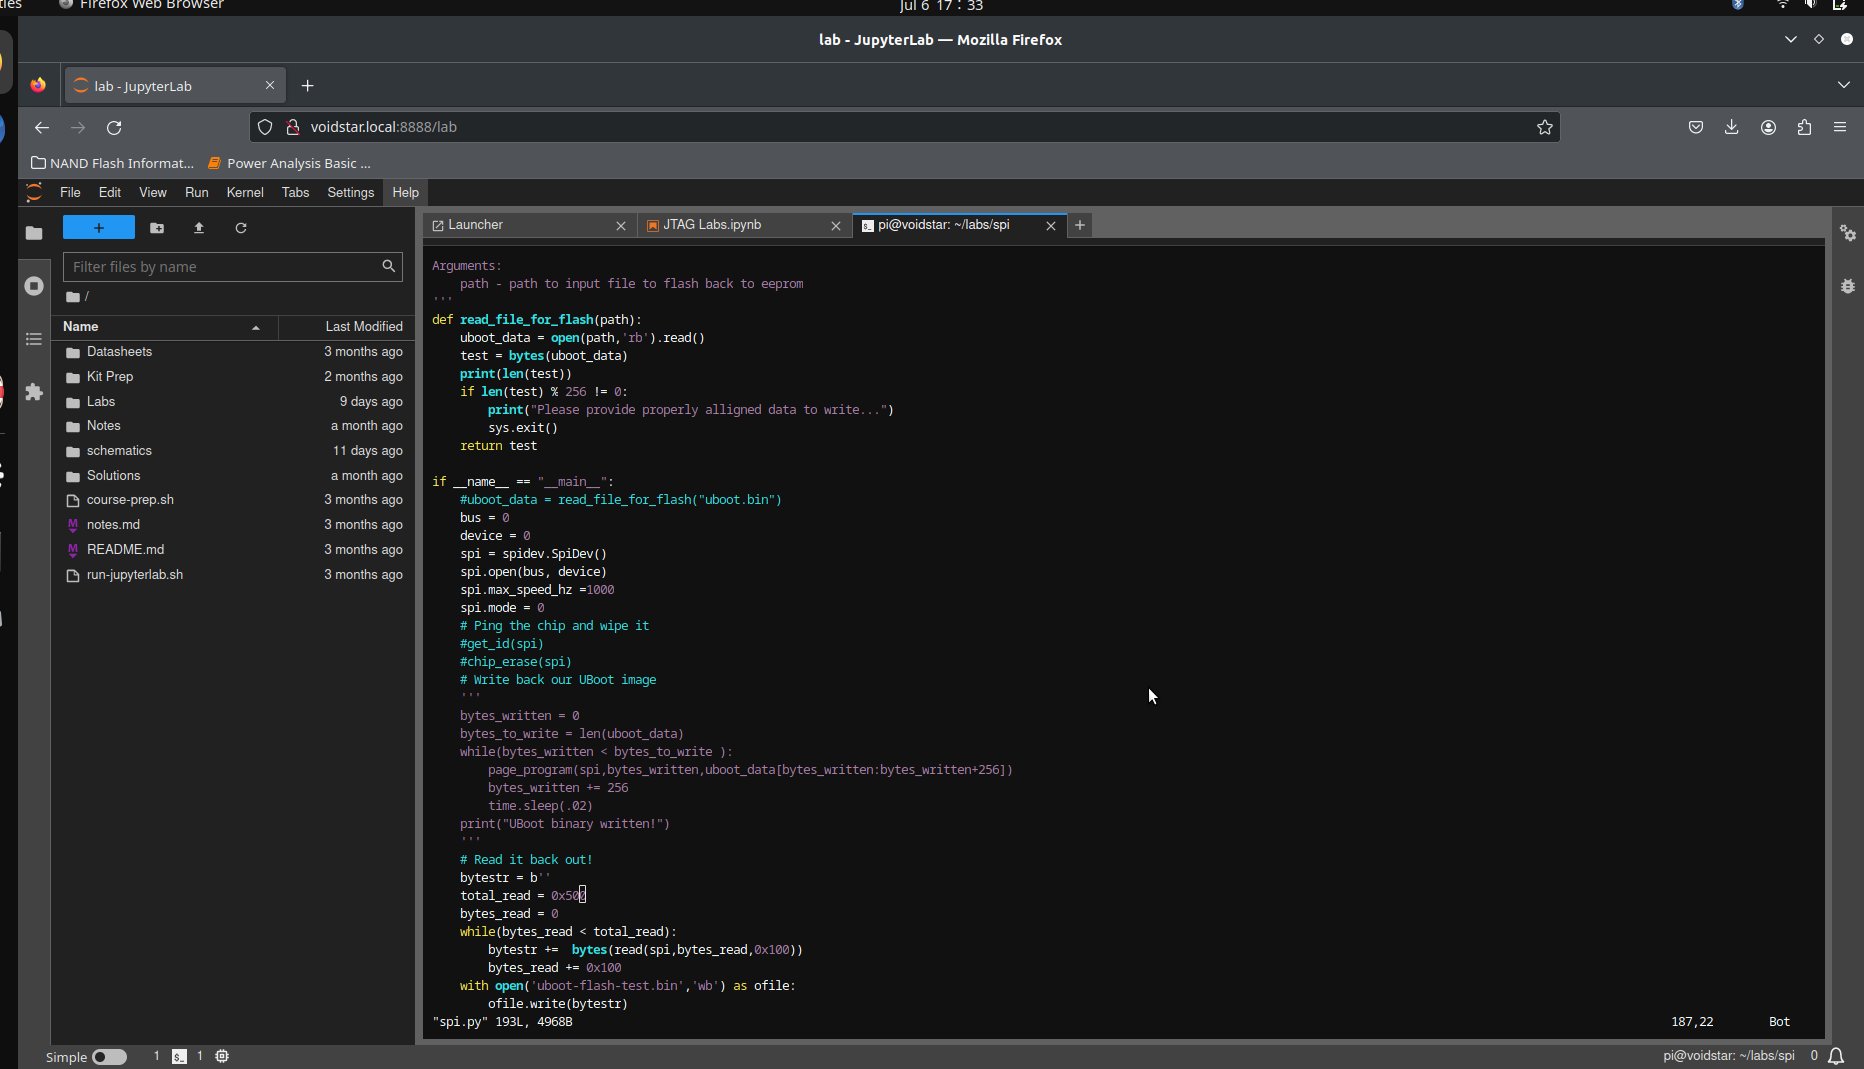 ties Firefox Web Browser Jul 6 17:33
lab - JupyterLab — Mozilla Firefox
lab - JupyterLab
voidstar.local:8888/lab
NAND Flash Informat... Power Analysis Basic ...
File Edit View Run Kernel Tabs Settings Help
+
Launcher
JTAG Labs.ipynb
pi@voidstar: ~/labs/spi
Filter files by name
/
Name Last Modified
Datasheets 3 months ago
Kit Prep 2 months ago
Labs 9 days ago
Notes a month ago
schematics 11 days ago
Solutions a month ago
course-prep.sh 3 months ago
notes.md 3 months ago
README.md 3 months ago
run-jupyterlab.sh 3 months ago
Arguments:
    path - path to input file to flash back to eeprom
'''
def read_file_for_flash(path):
    uboot_data = open(path,'rb').read()
    test = bytes(uboot_data)
    print(len(test))
    if len(test) % 256 != 0:
        print("Please provide properly alligned data to write...")
        sys.exit()
    return test
if __name__ == "__main__":
    #uboot_data = read_file_for_flash("uboot.bin")
    bus = 0
    device = 0
    spi = spidev.SpiDev()
    spi.open(bus, device)
    spi.max_speed_hz =1000
    spi.mode = 0
    # Ping the chip and wipe it
    #get_id(spi)
    #chip_erase(spi)
    # Write back our UBoot image
    '''
    bytes_written = 0
    bytes_to_write = len(uboot_data)
    while(bytes_written < bytes_to_write ):
        page_program(spi,bytes_written,uboot_data[bytes_written:bytes_written+256])
        bytes_written += 256
        time.sleep(.02)
    print("UBoot binary written!")
    '''
    # Read it back out!
    bytestr = b''
    total_read = 0x500
    bytes_read = 0
    while(bytes_read < total_read):
        bytestr +=  bytes(read(spi,bytes_read,0x100))
        bytes_read += 0x100
    with open('uboot-flash-test.bin','wb') as ofile:
        ofile.write(bytestr)
"spi.py" 193L, 4968B 187,22 Bot
Simple 1 $_ 1 pi@voidstar: ~/labs/spi 0